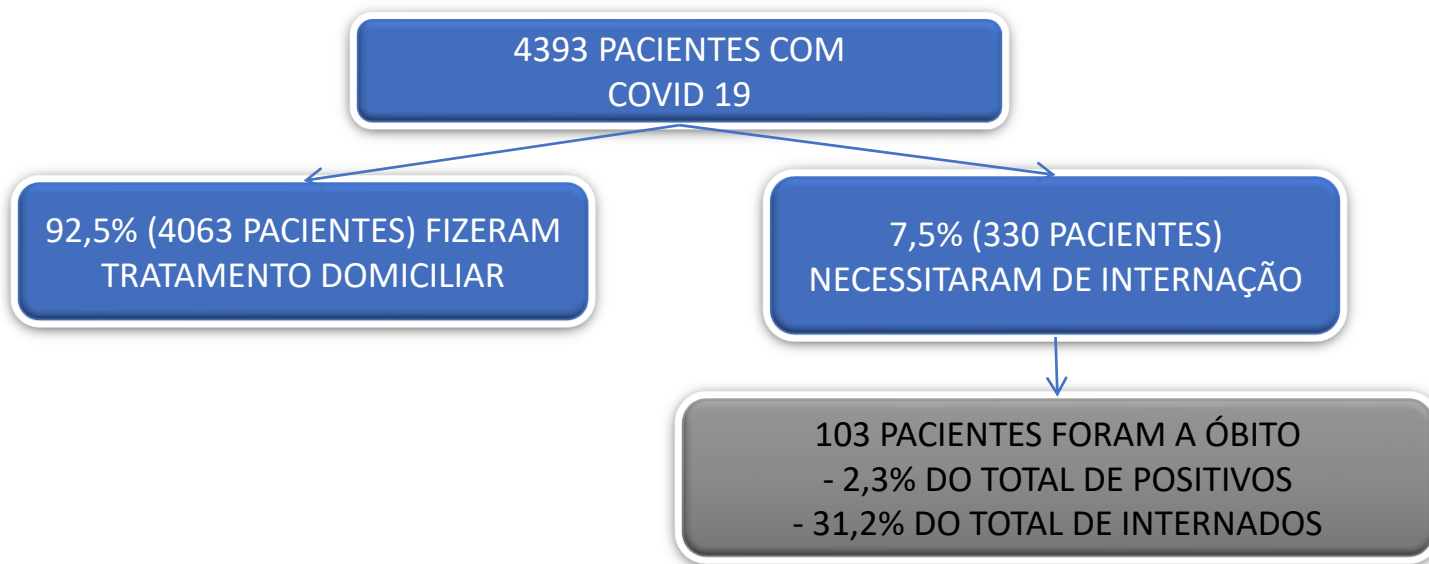 4393 PACIENTES COM
COVID 19
92,5% (4063 PACIENTES) FIZERAM
TRATAMENTO DOMICILIAR
7,5% (330 PACIENTES)
NECESSITARAM DE INTERNAÇÃO
103 PACIENTES FORAM A ÓBITO
- 2,3% DO TOTAL DE POSITIVOS
- 31,2% DO TOTAL DE INTERNADOS